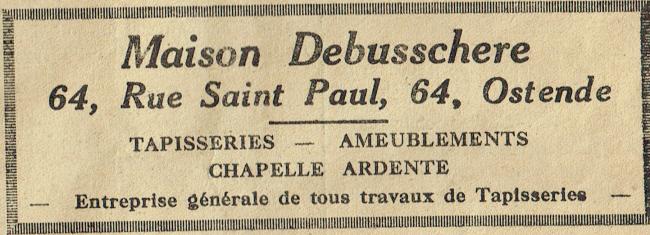 Maison Debusschere
64, Rue Saint Paul, 64, Ostende
TAPISSERIES — AMEUBLEMENTS
CHAPELLE ARDENTE
— Entreprise générale de tous travaux de Tapisseries —